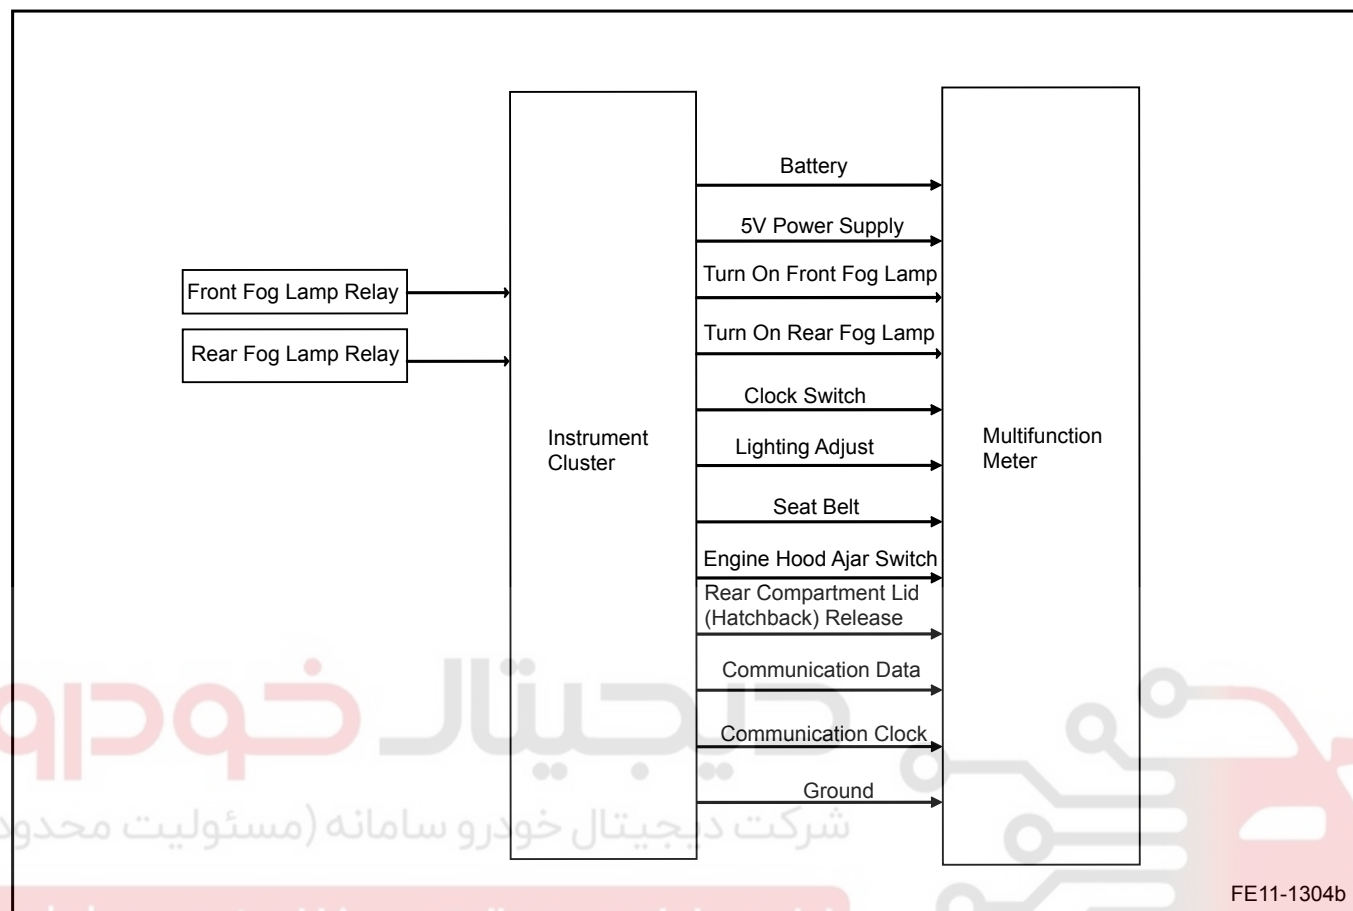 Battery
5V Power Supply
Turn On Front Fog Lamp
Front Fog Lamp Relay
Turn On Rear Fog Lamp
Rear Fog Lamp Relay
Clock Switch
Instrument
Cluster
Lighting Adjust
Multifunction
Meter
Seat Belt
Engine Hood Ajar Switch
Rear Compartment Lid
(Hatchback) Release
Communication Data
دیجیتال خودرو
Communication Clock
Ground
شرکت دیجیتال خودرو سامانه (مسئولیت محدود
FE11-1304b